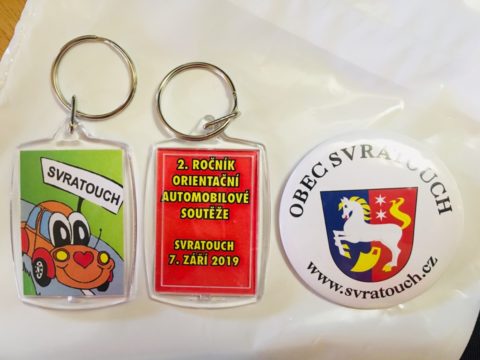 SVRATOUCH
2. ROČNÍK
ORIENTAČNÍ
AUTOMOBILOVÉ
SOUTĚŽE
SVRATOUCH
7. ZÁŘÍ 2019
OBEC SVRATOUCH
www.svratouch.cz